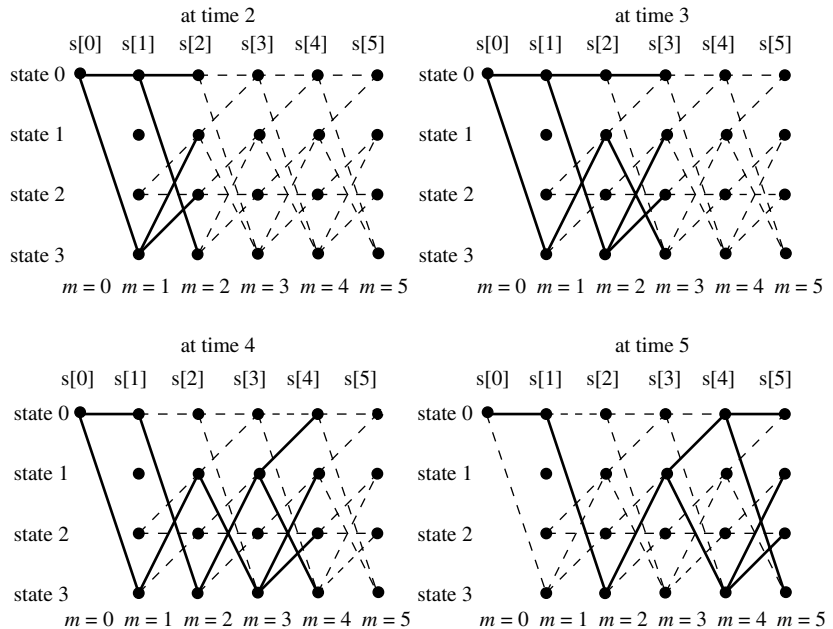 at time 2
s[0] s[1] s[2] s[3] s[4] s[5]
state 0
state 1
state 2
state 3
m = 0 m = 1 m = 2 m = 3 m = 4 m = 5
at time 3
s[0] s[1] s[2] s[3] s[4] s[5]
state 0
state 1
state 2
state 3
m = 0 m = 1 m = 2 m = 3 m = 4 m = 5
at time 4
s[0] s[1] s[2] s[3] s[4] s[5]
state 0
state 1
state 2
state 3
m = 0 m = 1 m = 2 m = 3 m = 4 m = 5
at time 5
s[0] s[1] s[2] s[3] s[4] s[5]
state 0
state 1
state 2
state 3
m = 0 m = 1 m = 2 m = 3 m = 4 m = 5